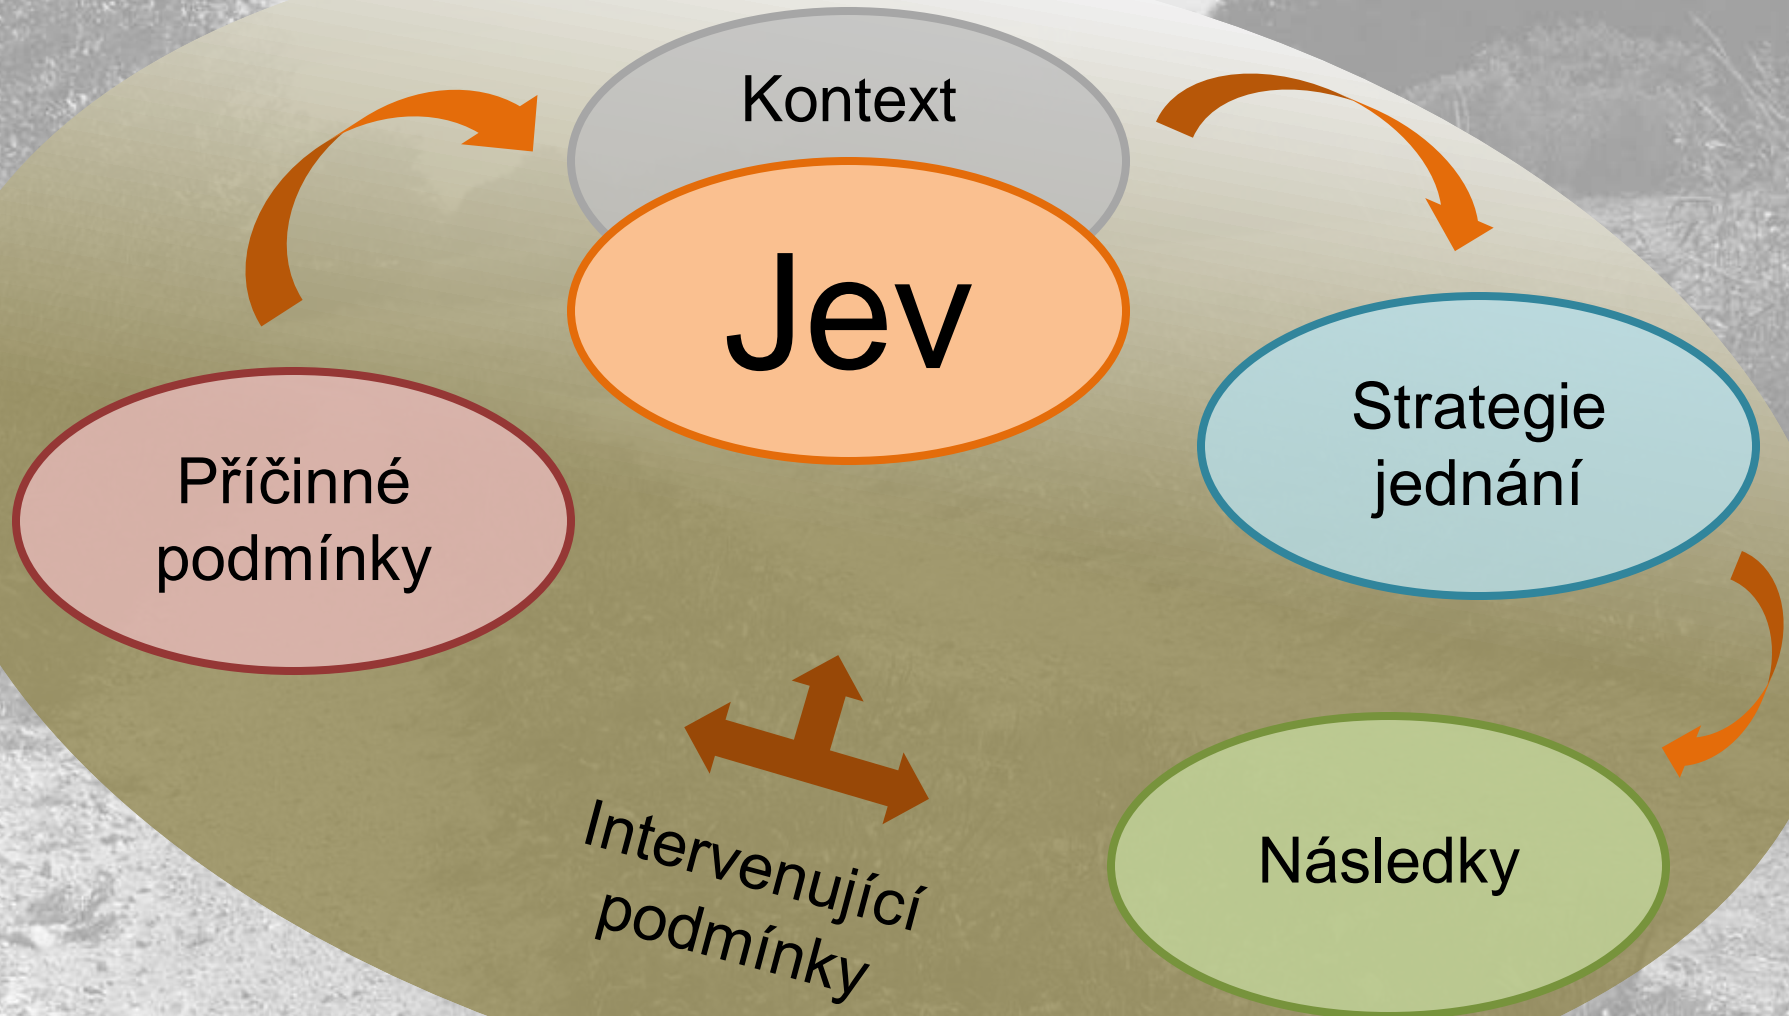 Kontext
Jev
Strategie
jednání
Příčinné
podmínky
Intervenující
podmínky
Následky